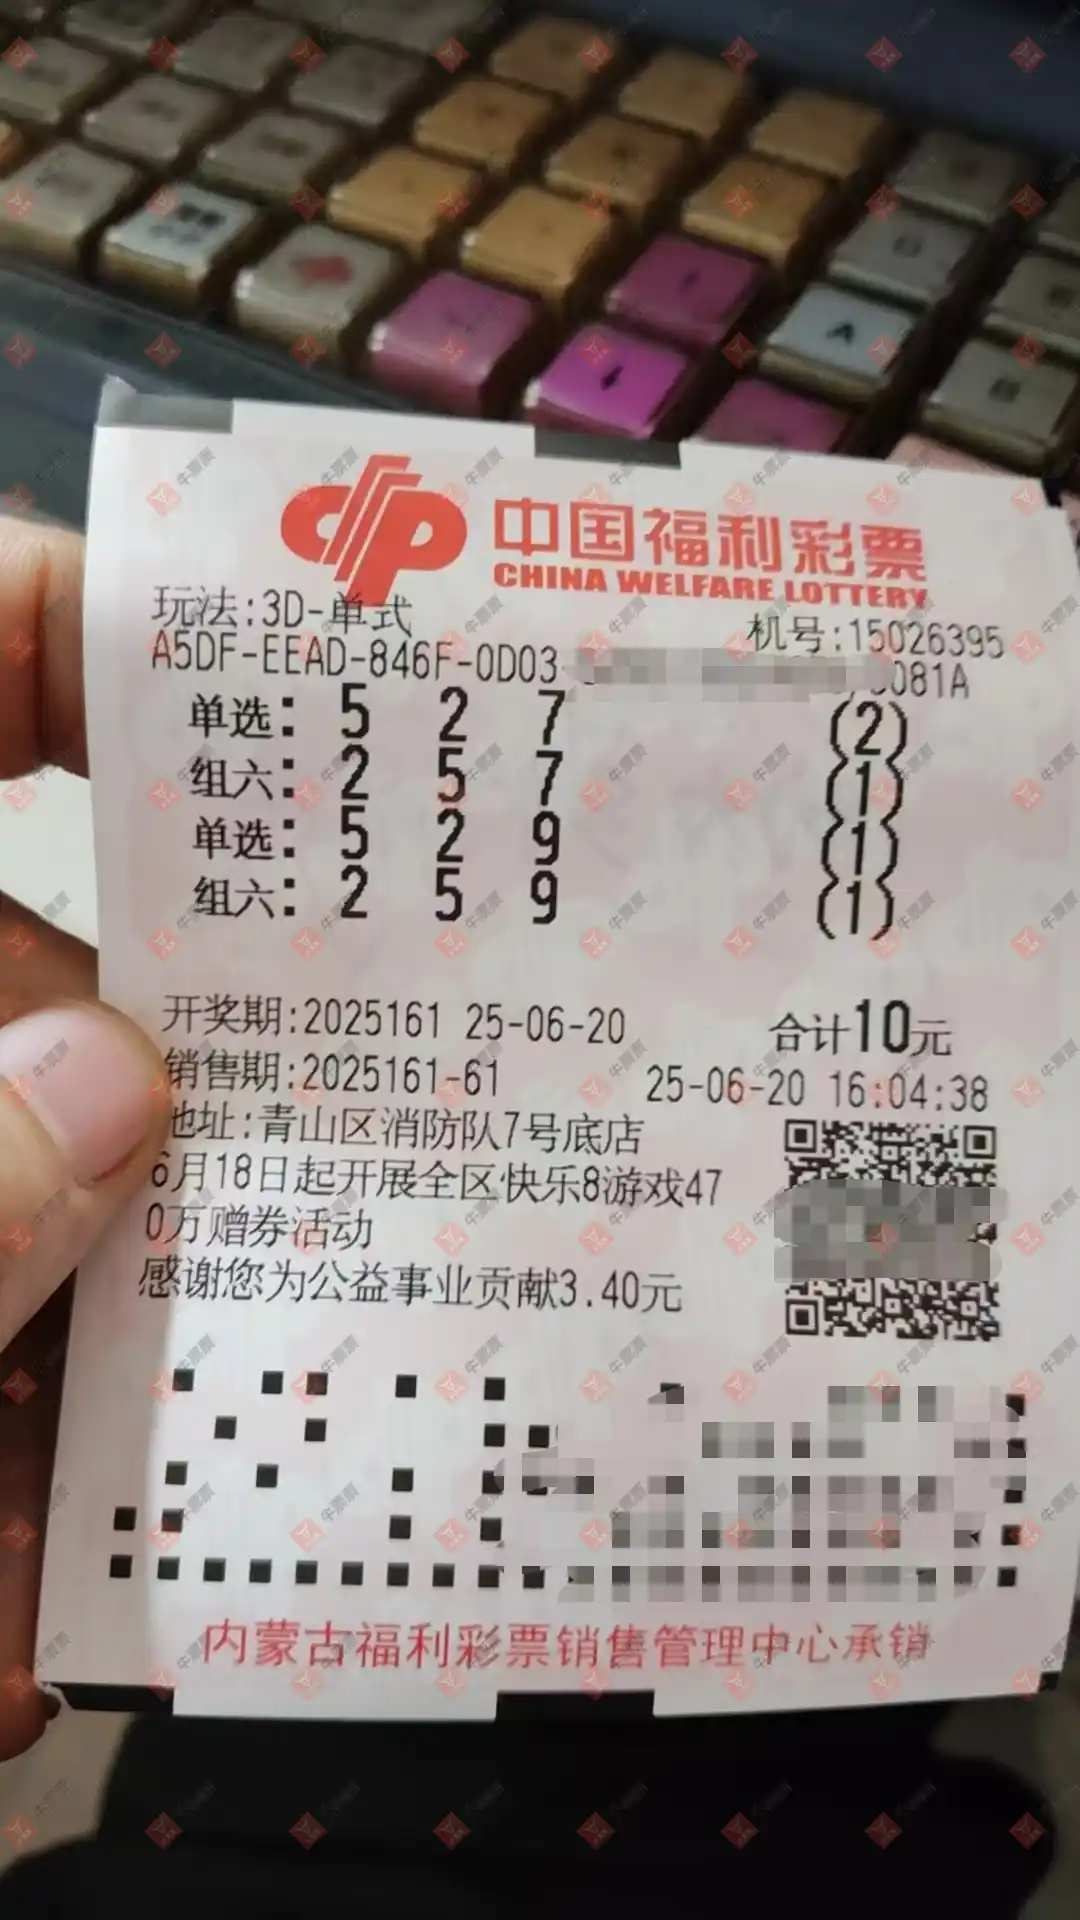 中国福利彩票
CHINA WELFARE LOTTERY
玩法:3D-单式
机号:15026395
A5DF-EEAD-846F-0D03 081A
单选: 5 2 7 (2)
组六: 2 5 7 (1)
单选: 5 2 9 (1)
组六: 2 5 9 (1)
开奖期:2025161 25-06-20 合计10元
销售期:2025161-61 25-06-20 16:04:38
地址:青山区消防队7号底店
6月18日起开展全区快乐8游戏47
0万赠券活动
感谢您为公益事业贡献3.40元
内蒙古福利彩票销售管理中心承销
A
牛票票